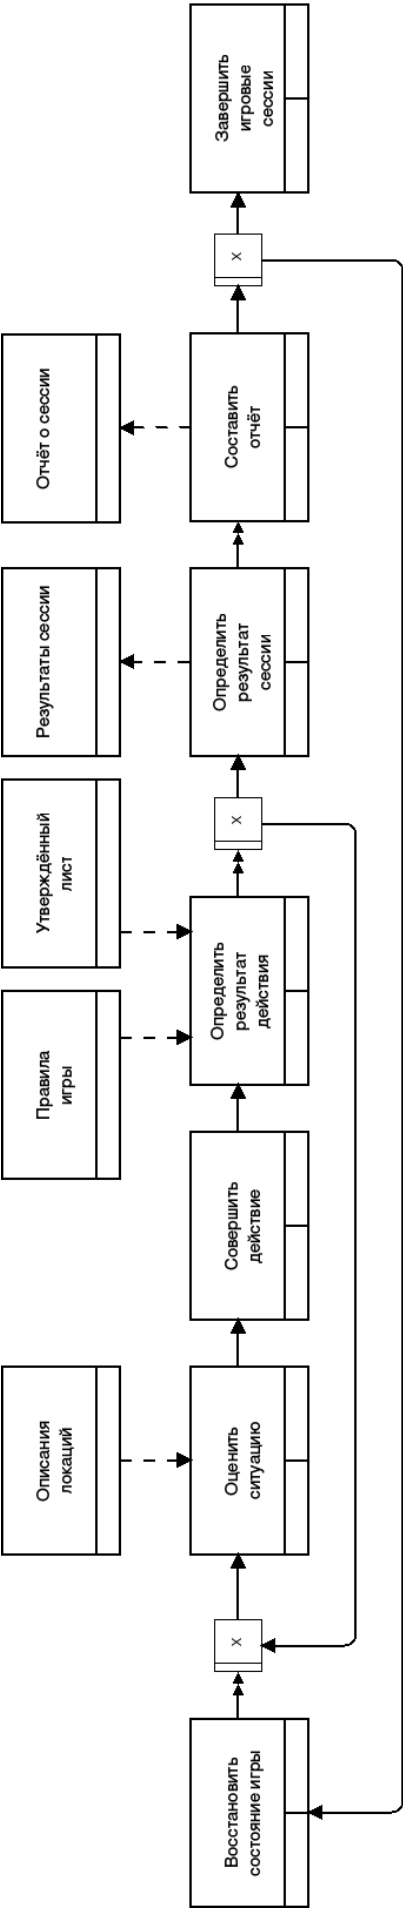 Описания
локаций
Правила
игры
Утверждённый
лист
Результаты сессии
Отчёт о сессии
Восстановить
состояние игры
X
Оценить
ситуацию
Совершить
действие
Определить
результат
действия
X
Определить
результат
сессии
Составить
отчёт
X
Завершить
игровые
сессии